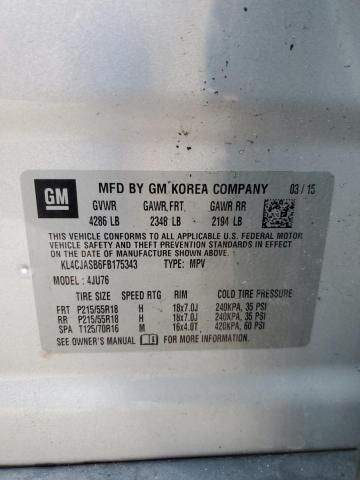 GM
MFD BY GM KOREA COMPANY 03 / 15
GVWR GAWR FRT. GAWR RR
4286 LB 2348 LB 2194 LB
THIS VEHICLE CONFORMS TO ALL APPLICABLE U.S. FEDERAL MOTOR
VEHICLE SAFETY, BUMPER, AND THEFT PREVENTION STANDARDS IN EFFECT ON THE
DATE OF MANUFACTURE SHOWN ABOVE.
KL4CJASB6FB175343 TYPE: MPV
MODEL : 4JU76
TIRE SIZE SPEED RTG RIM COLD TIRE PRESSURE
FRT P215/55R18 H 18x7.0J 240KPA, 35 PSI
RR P215/55R18 H 18x7.0J 240KPA, 35 PSI
SPA T125/70R16 M 16x4.0T 420KPA, 60 PSI
SEE OWNER'S MANUAL FOR MORE INFORMATION.